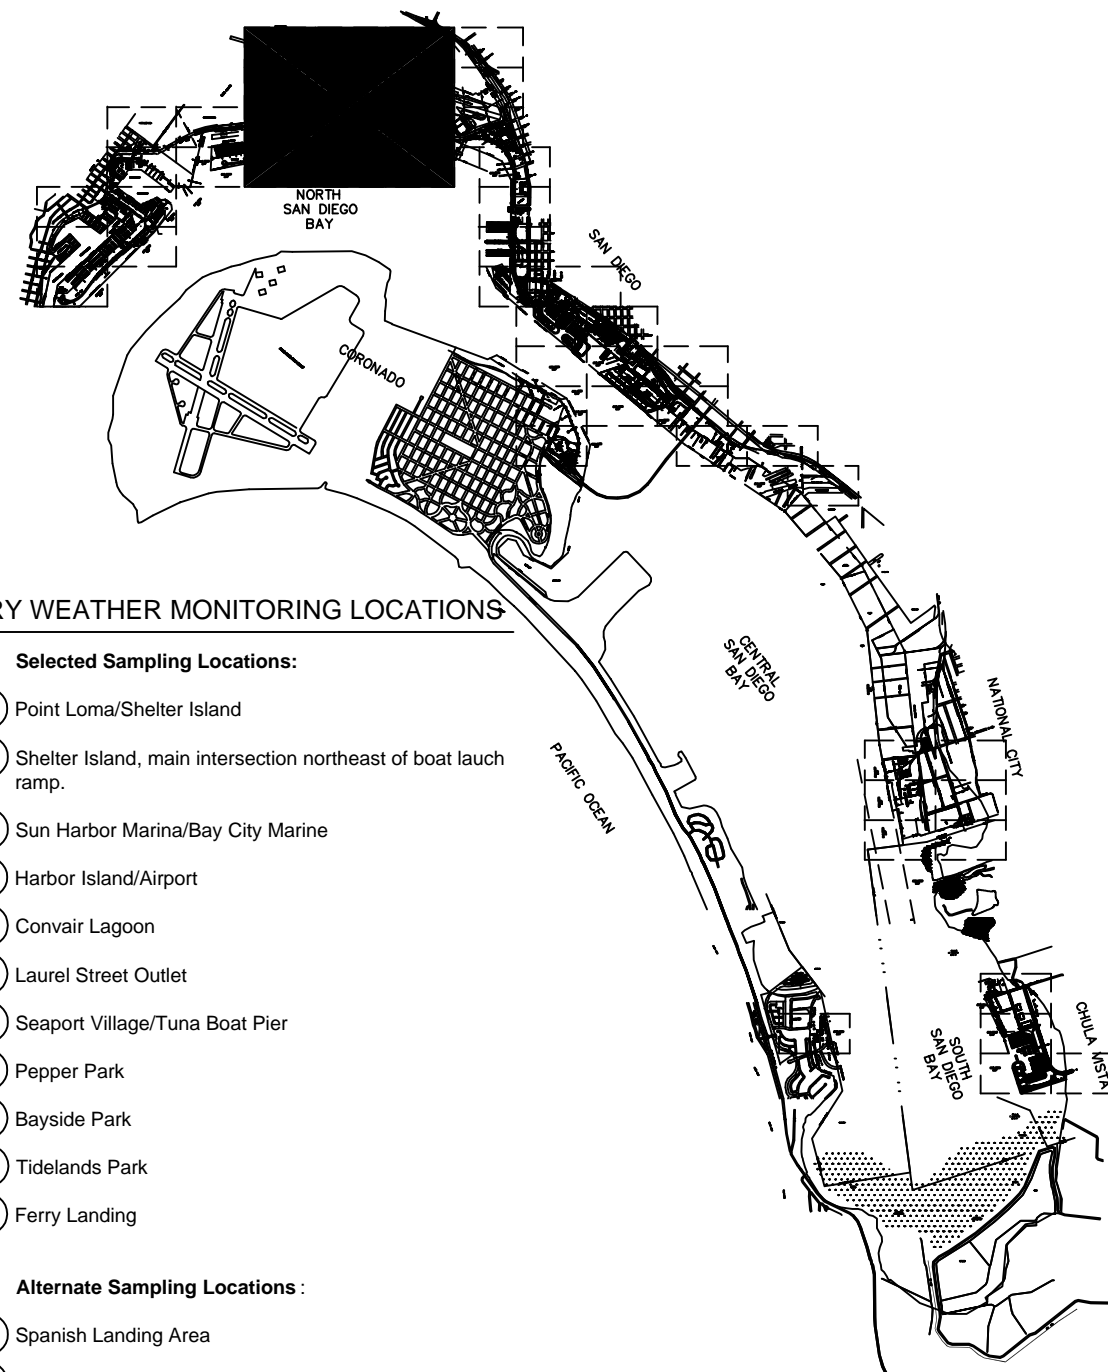 NORTH
SAN DIEGO
BAY
SAN DIEGO
CORONADO
RY WEATHER MONITORING LOCATIONS
Selected Sampling Locations:
Point Loma/Shelter Island
Shelter Island, main intersection northeast of boat lauch
ramp.
Sun Harbor Marina/Bay City Marine
Harbor Island/Airport
Convair Lagoon
Laurel Street Outlet
Seaport Village/Tuna Boat Pier
Pepper Park
Bayside Park
Tidelands Park
Ferry Landing
Alternate Sampling Locations :
Spanish Landing Area
CENTRAL
SAN DIEGO
BAY
NATIONAL CITY
PACIFIC OCEAN
SOUTH
SAN DIEGO
BAY
CHULA VISTA